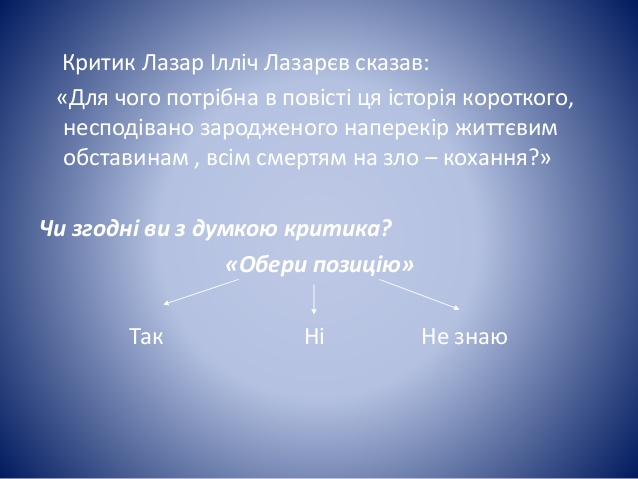 Критик Лазар Ілліч Лазарєв сказав:
«Для чого потрібна в повісті ця історія короткого,
несподівано зародженого наперекір життєвим
обставинам , всім смертям на зло – кохання?»
Чи згодні ви з думкою критика?
«Обери позицію»
Так Ні Не знаю